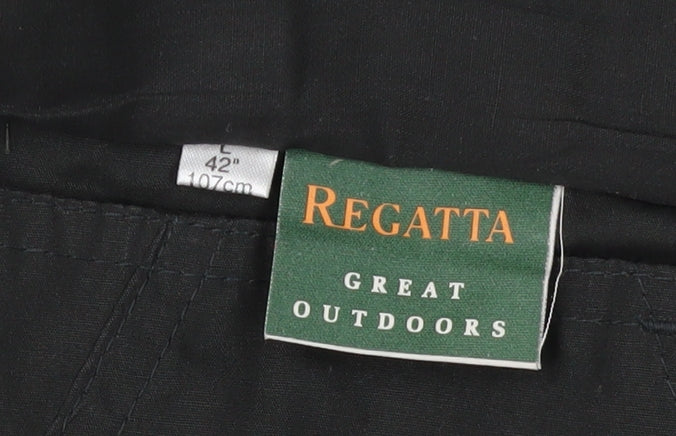 L
42"
107cm
REGATTA
GREAT
OUTDOORS